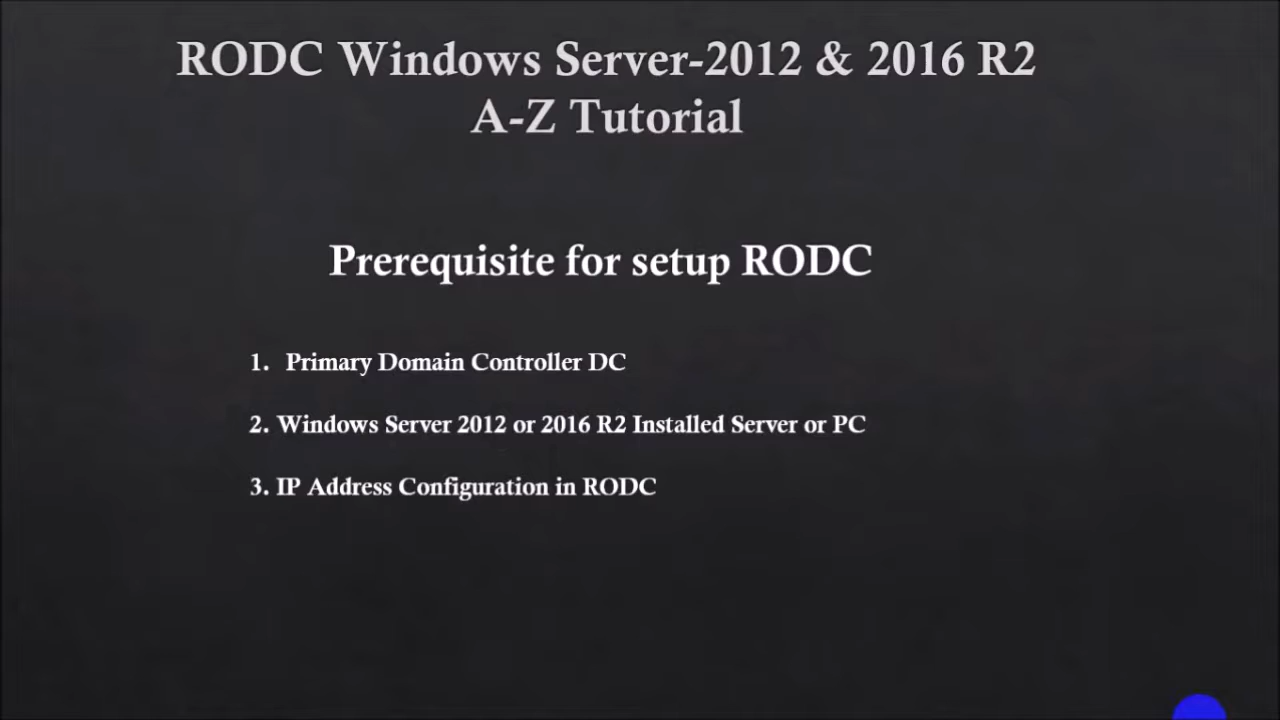 RODC Windows Server-2012 & 2016 R2
A-Z Tutorial
Prerequisite for setup RODC
1. Primary Domain Controller DC
2. Windows Server 2012 or 2016 R2 Installed Server or PC
3. IP Address Configuration in RODC